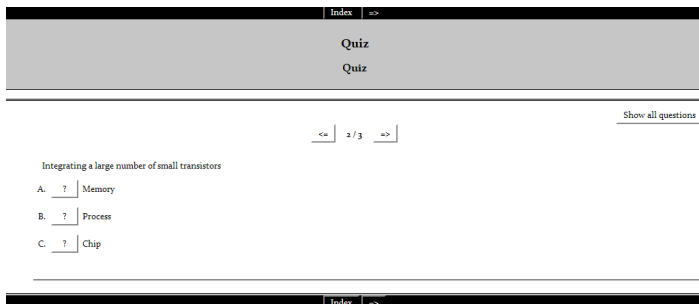 Index =>
Quiz
Quiz
Show all questions
<= 2 / 3 =>
Integrating a large number of small transistors
A. ? Memory
B. ? Process
C. ? Chip
Index =>